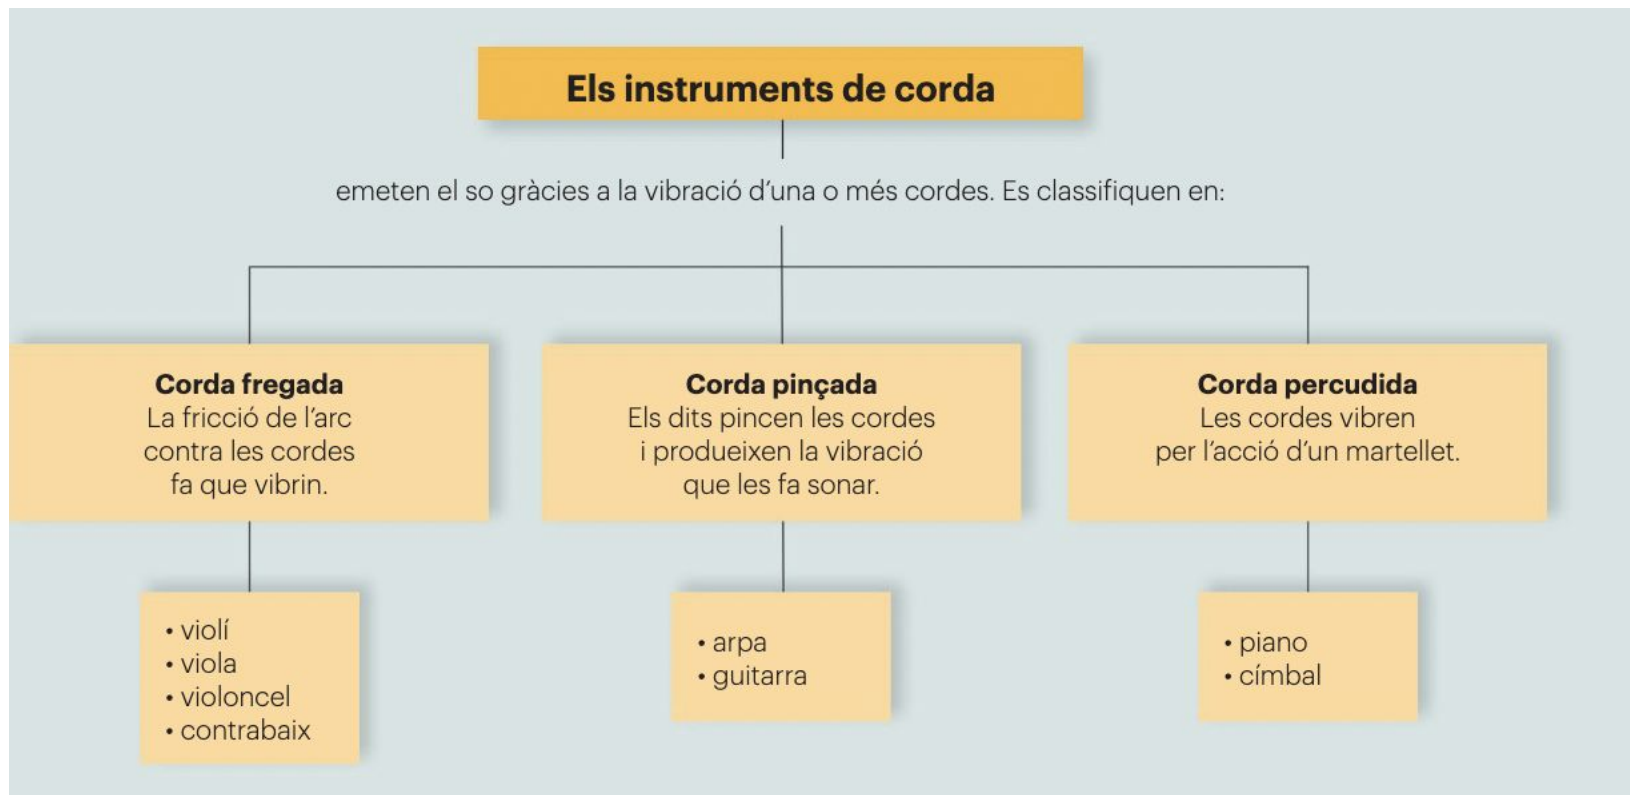 Els instruments de corda
emeten el so gràcies a la vibració d’una o més cordes. Es classifiquen en:
Corda fregada
La fricció de l’arc
contra les cordes
fa que vibrin.
Corda pinçada
Els dits pincen les cordes
i produeixen la vibració
que les fa sonar.
Corda percudida
Les cordes vibren
per l’acció d’un martellet.
• violí
• viola
• violoncel
• contrabaix
• arpa
• guitarra
• piano
• címbal